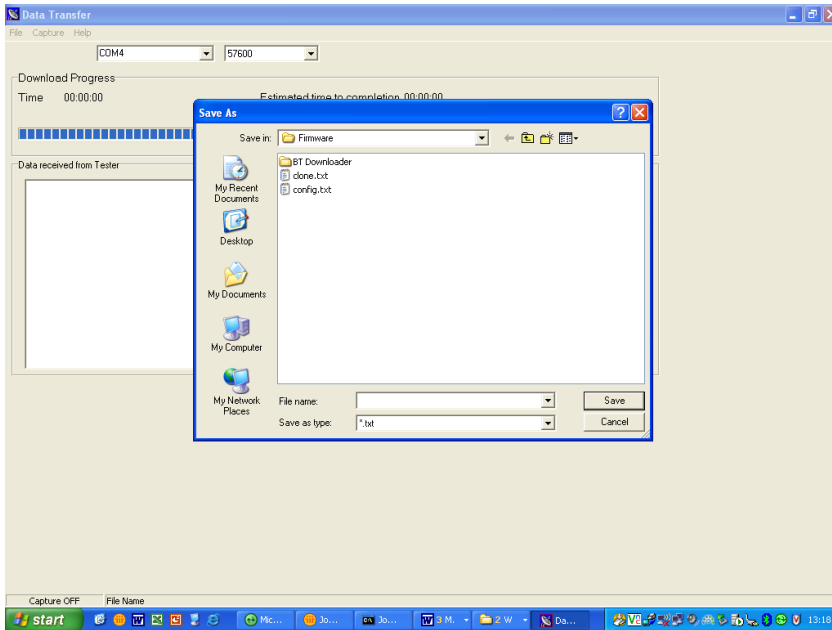 Data Transfer
File Capture Help
COM4 57600
Download Progress
Time 00:00:00 Estimated time to completion 00:00:00
Data received from Tester
Save As
Save in: Firmware
My Recent Documents
Desktop
My Documents
My Computer
My Network Places
BT Downloader
clone.txt
config.txt
File name: Save
Save as type: *.txt Cancel
Capture OFF File Name
start Mic... Jo... Jo... 3 M. 2 W Da... 13:18